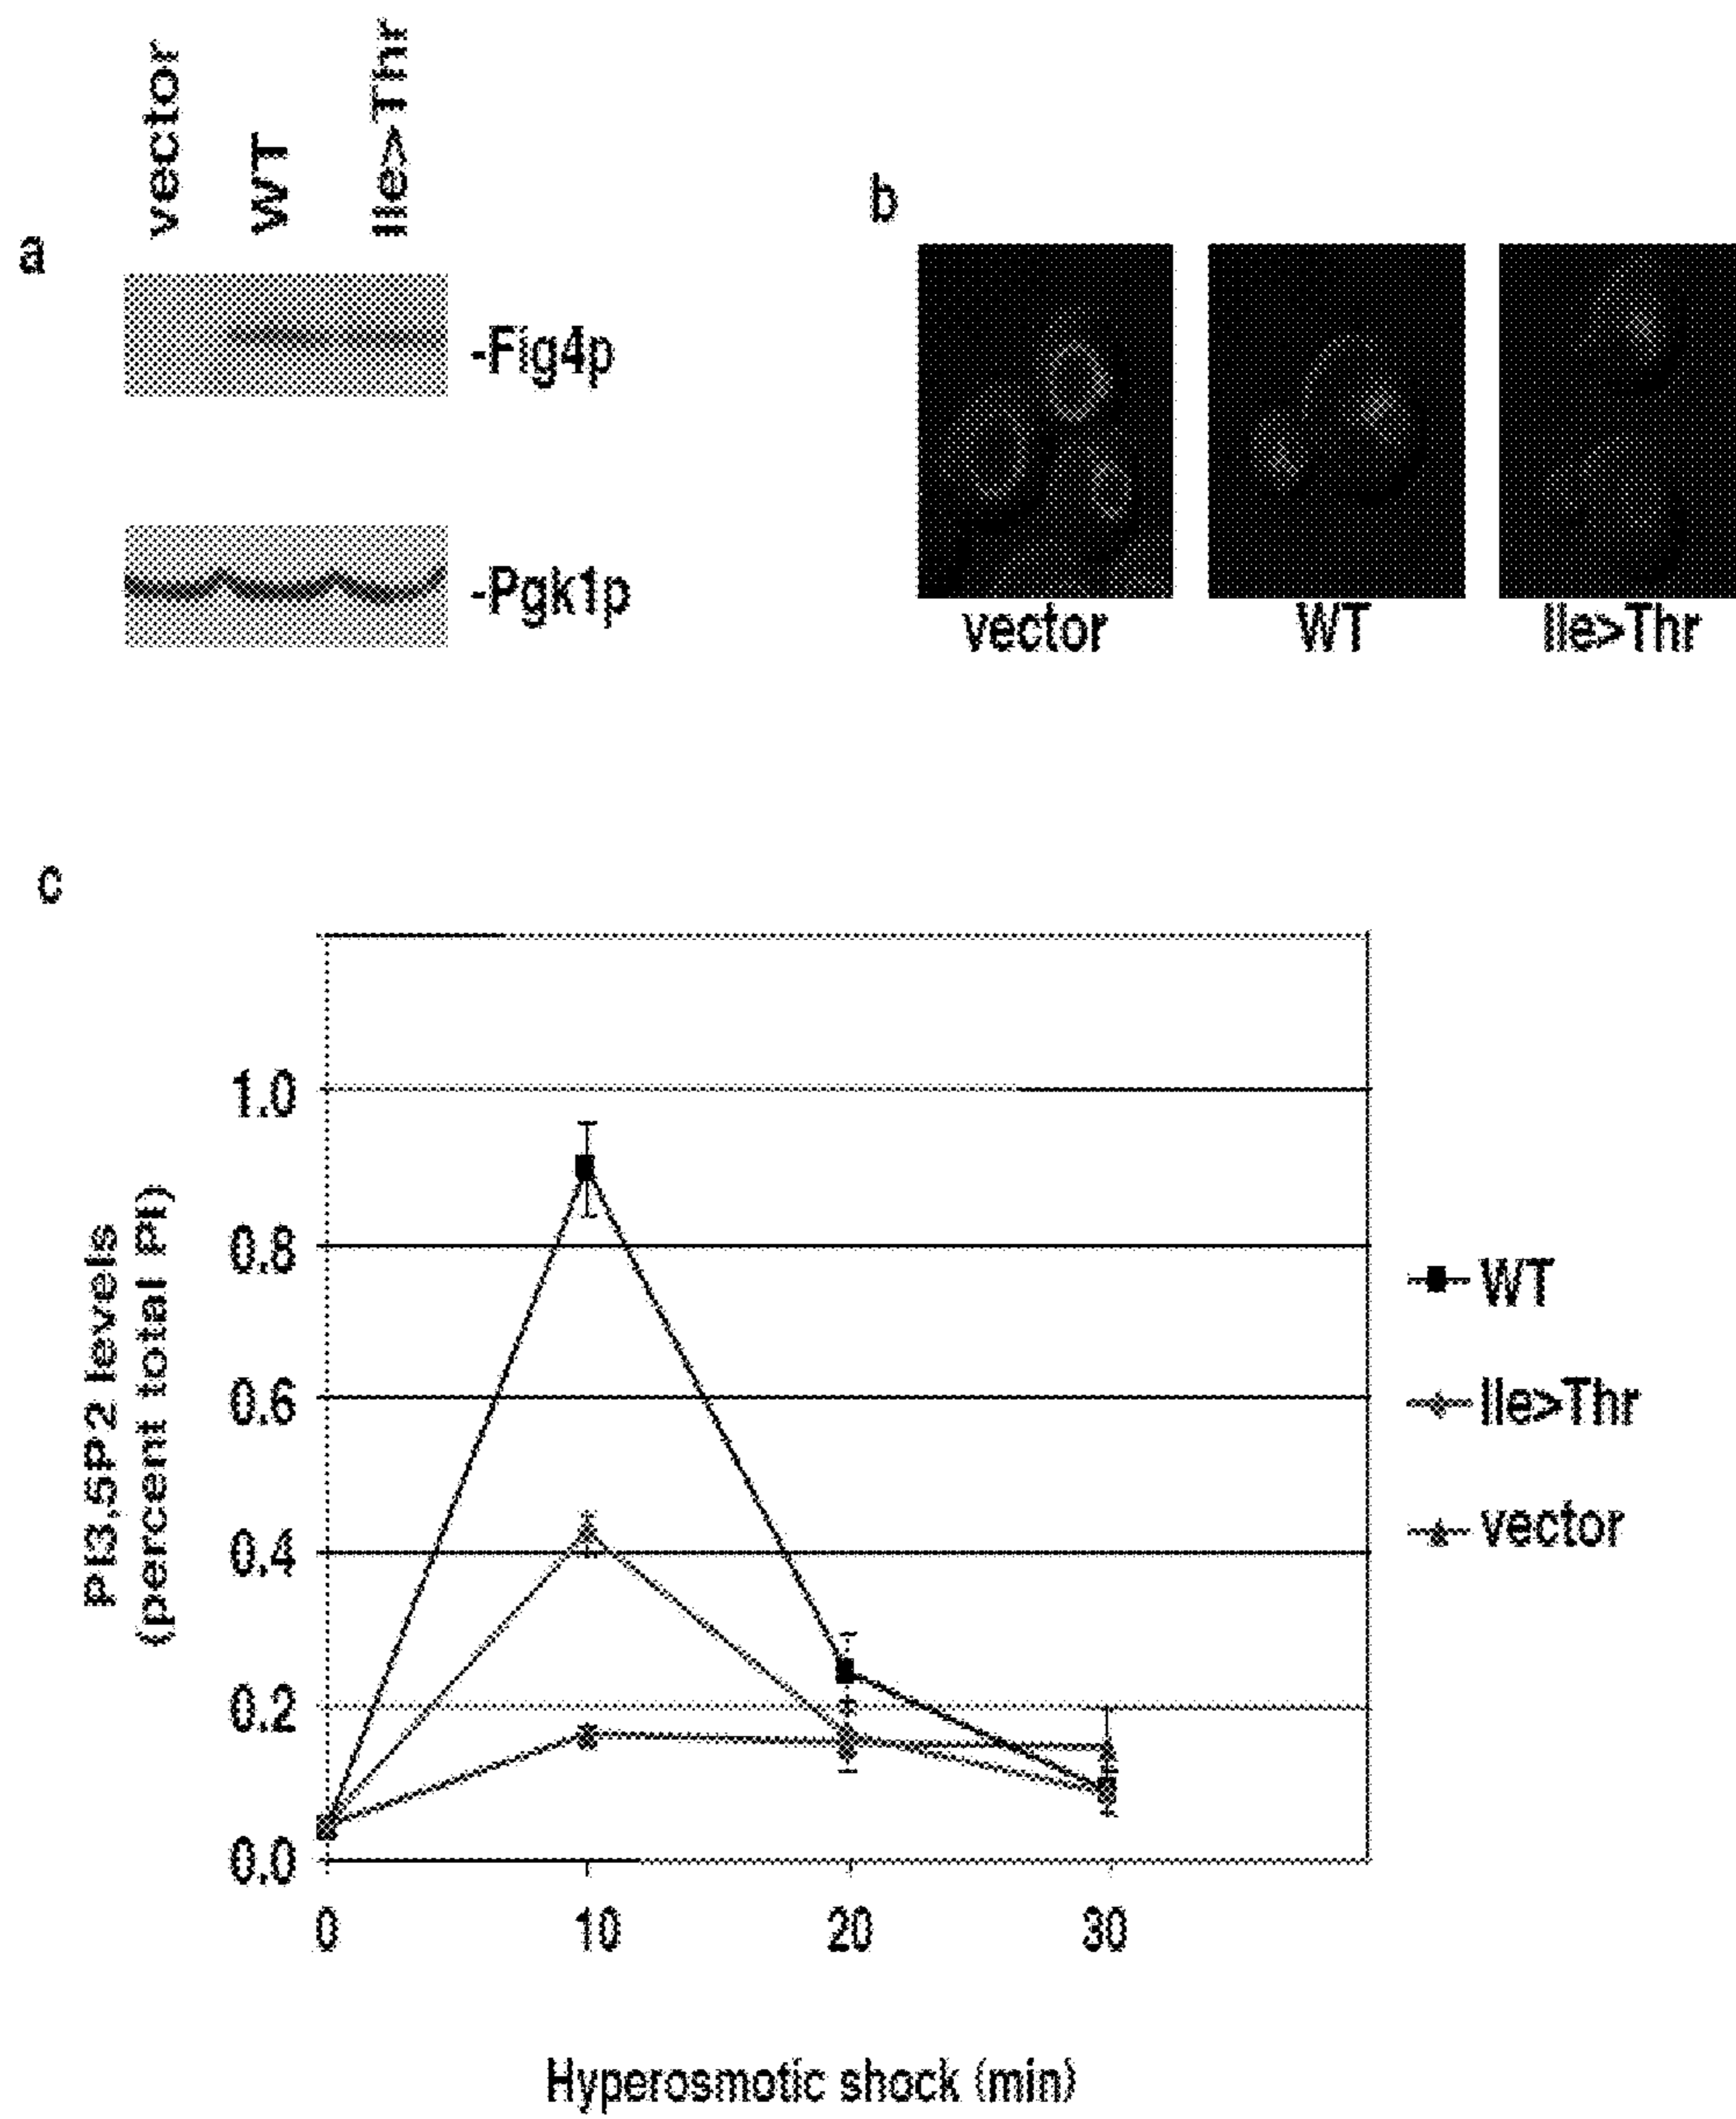 a
vector
WT
Ile>Thr
-Fig4p
-Pgk1p
b
vector
WT
Ile>Thr
c
PI3,5P2 levels
(percent total PI)
1.0
0.8
0.6
0.4
0.2
0.0
0
10
20
30
Hyperosmotic shock (min)
WT
Ile>Thr
vector